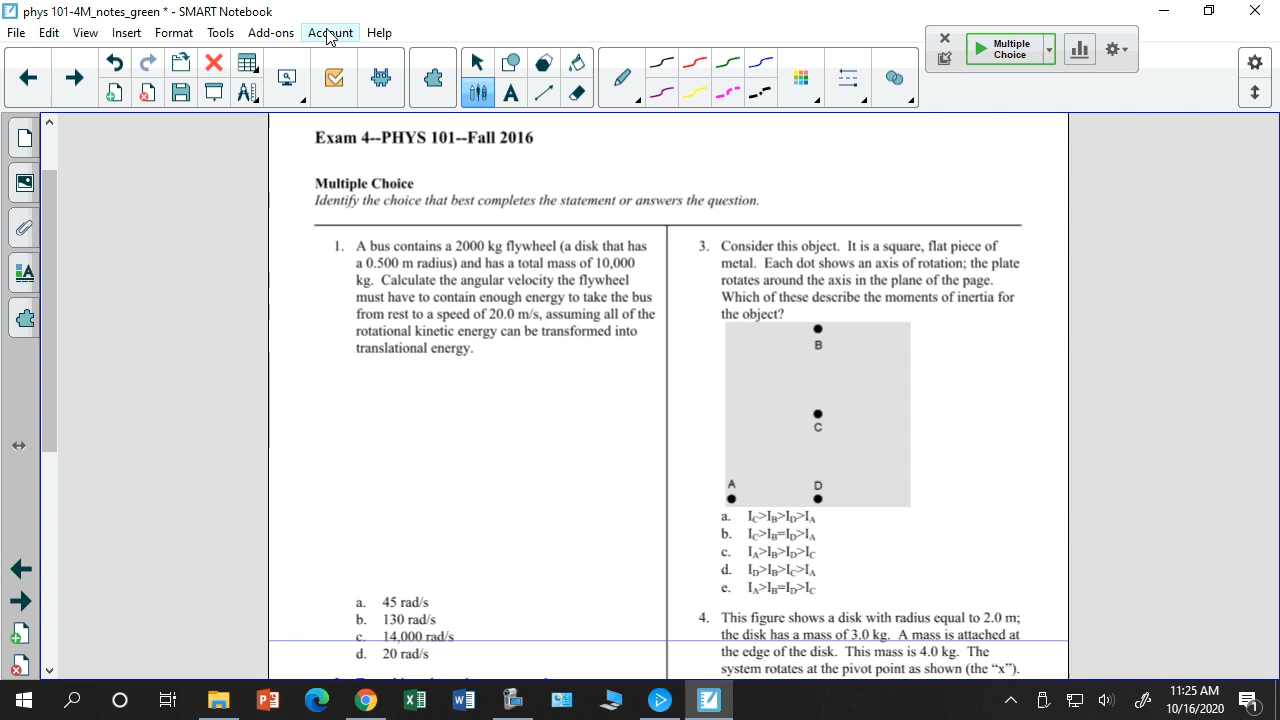 phys 101-4M_notes_green * - SMART Notebook
File Edit View Insert Format Tools Add-ons Account Help
Multiple Choice
Exam 4--PHYS 101--Fall 2016
Multiple Choice
Identify the choice that best completes the statement or answers the question.
1. A bus contains a 2000 kg flywheel (a disk that has
a 0.500 m radius) and has a total mass of 10,000
kg. Calculate the angular velocity the flywheel
must have to contain enough energy to take the bus
from rest to a speed of 20.0 m/s, assuming all of the
rotational kinetic energy can be transformed into
translational energy.
a. 45 rad/s
b. 130 rad/s
c. 14,000 rad/s
d. 20 rad/s
3. Consider this object. It is a square, flat piece of
metal. Each dot shows an axis of rotation; the plate
rotates around the axis in the plane of the page.
Which of these describe the moments of inertia for
the object?
B
C
A D
a. IC>IB>ID>IA
b. IC>IB=ID>IA
c. IA>IB>ID>IC
d. ID>IB>IC>IA
e. IA>IB=ID>IC
4. This figure shows a disk with radius equal to 2.0 m;
the disk has a mass of 3.0 kg. A mass is attached at
the edge of the disk. This mass is 4.0 kg. The
system rotates at the pivot point as shown (the “x”).
11:25 AM
10/16/2020
1